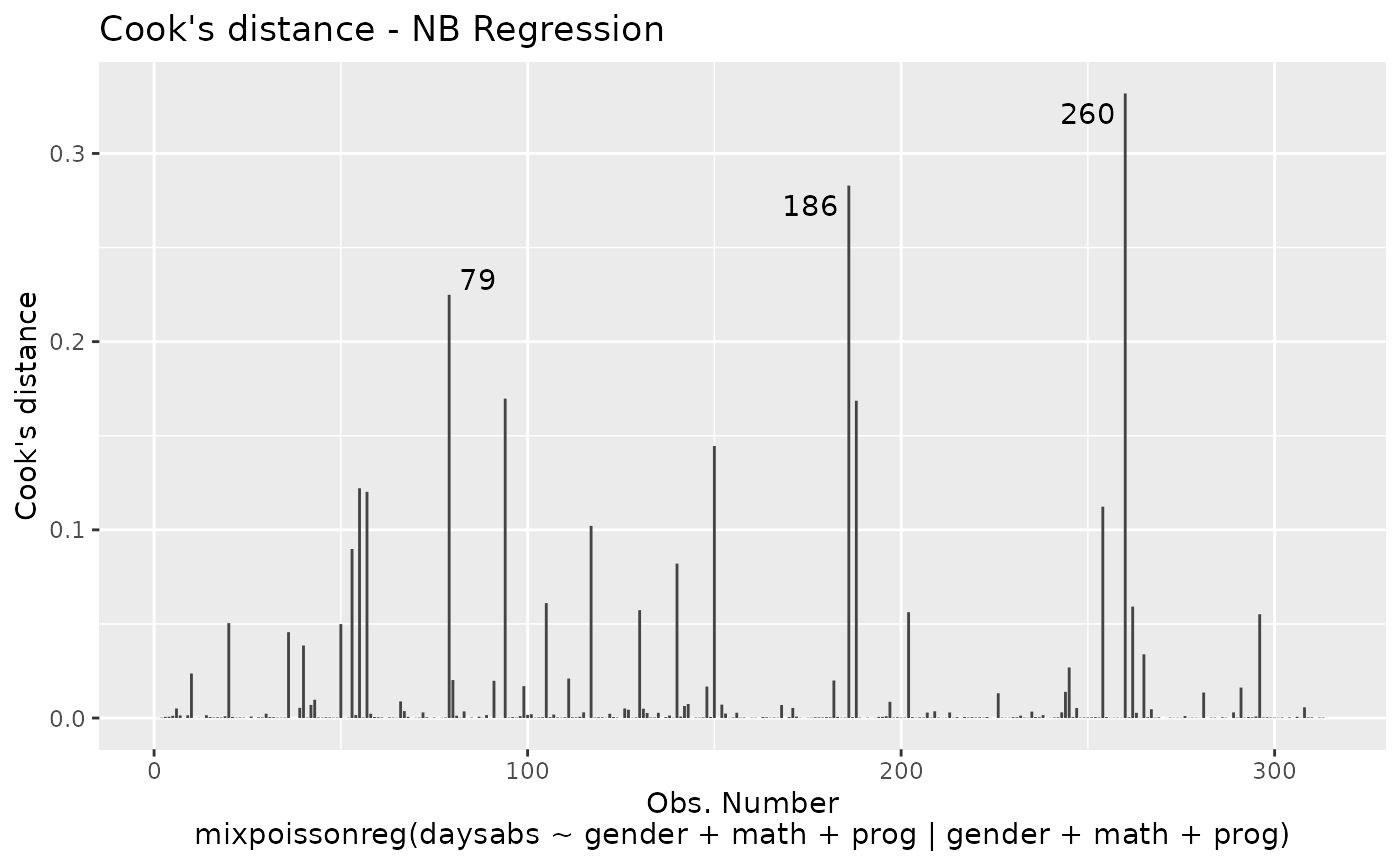 Cook's distance - NB Regression
260
0.3
186
79
0.2
Cook's distance
0.1
0.0
0 100 200 300
Obs. Number
mixpoissonreg(daysabs ~ gender + math + prog | gender + math + prog)